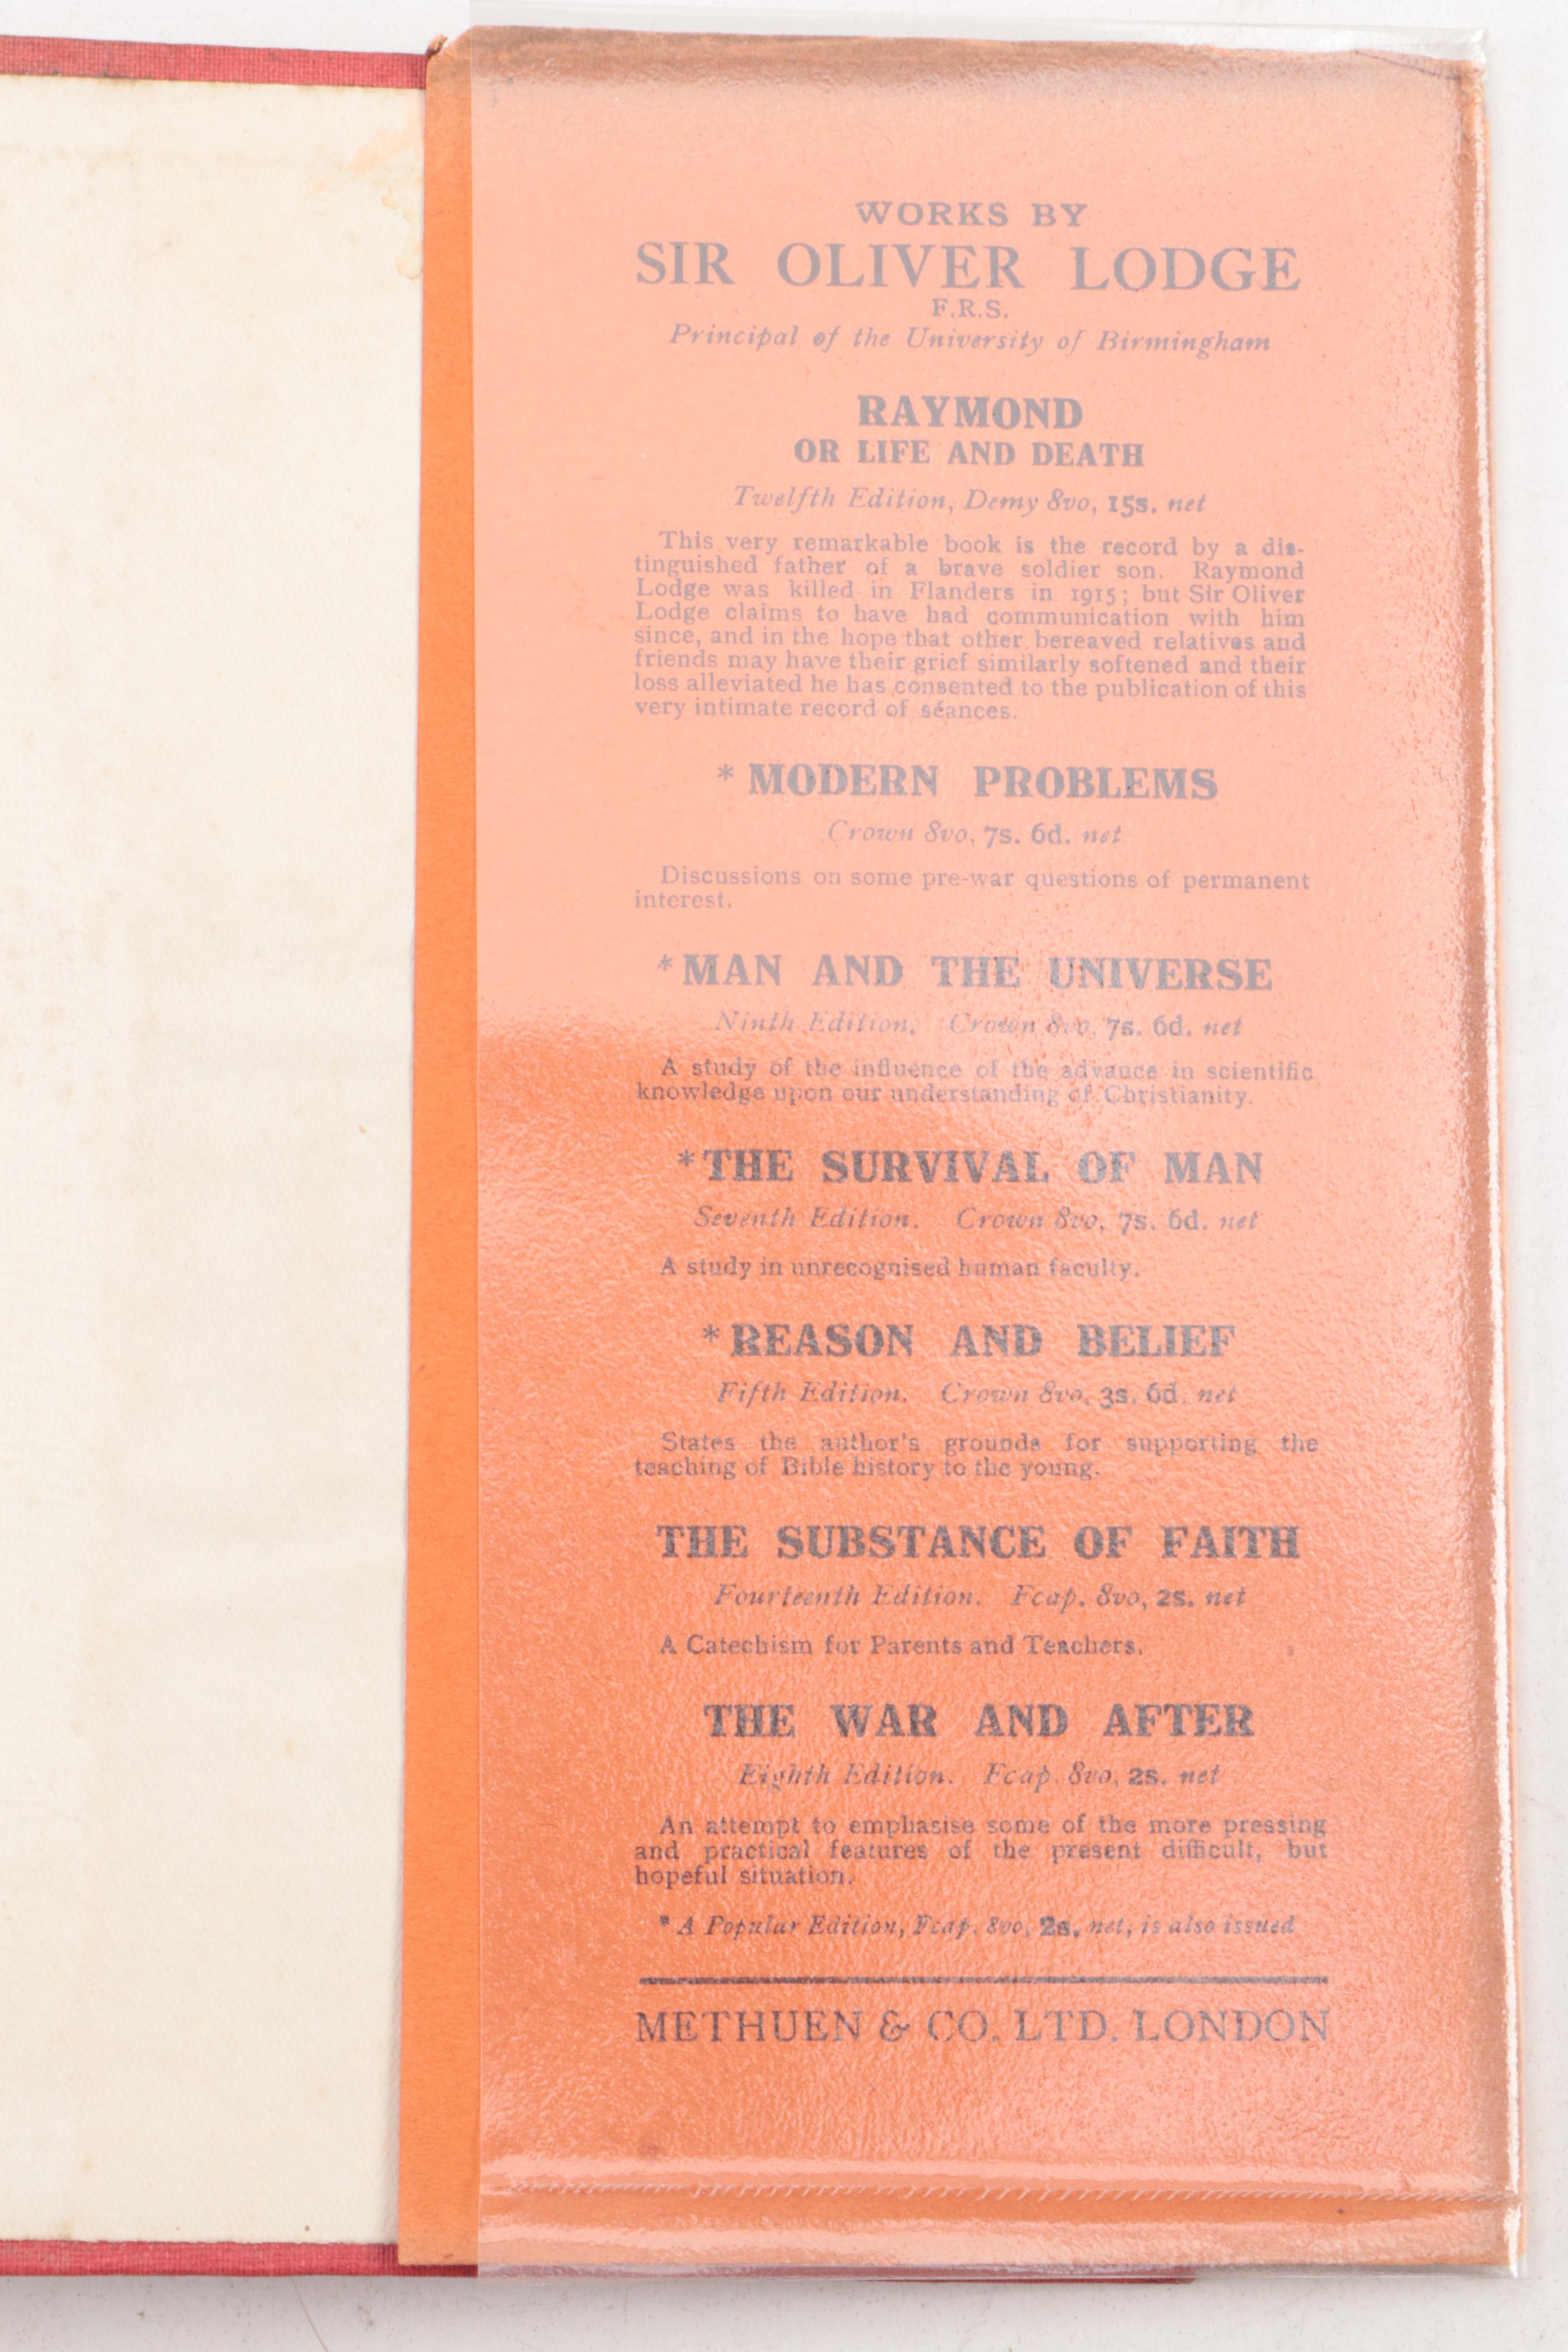 WORKS BY
SIR OLIVER LODGE
F.R.S.
Principal of the University of Birmingham
RAYMOND
OR LIFE AND DEATH
Twelfth Edition, Demy 8vo, 15s. net
This very remarkable book is the record by a dis-
tinguished father of a brave soldier son. Raymond
Lodge was killed in Flanders in 1915; but Sir Oliver
Lodge claims to have had communication with him
since, and in the hope that other bereaved relatives and
friends may have their grief similarly softened and their
loss alleviated he has consented to the publication of this
very intimate record of séances.
* MODERN PROBLEMS
Crown 8vo, 7s. 6d. net
Discussions on some pre-war questions of permanent
interest.
* MAN AND THE UNIVERSE
Ninth Edition. Crown 8vo, 7s. 6d. net
A study of the influence of the advance in scientific
knowledge upon our understanding of Christianity.
* THE SURVIVAL OF MAN
Seventh Edition. Crown 8vo, 7s. 6d. net
A study in unrecognised human faculty.
* REASON AND BELIEF
Fifth Edition. Crown 8vo, 3s. 6d. net
States the author's grounds for supporting the
teaching of Bible history to the young.
THE SUBSTANCE OF FAITH
Fourteenth Edition. Fcap. 8vo, 2s. net
A Catechism for Parents and Teachers.
THE WAR AND AFTER
Eighth Edition. Fcap. 8vo, 2s. net
An attempt to emphasise some of the more pressing
and practical features of the present difficult, but
hopeful situation.
* A Popular Edition, Fcap. 8vo, 2s. net, is also issued
METHUEN & CO. LTD. LONDON